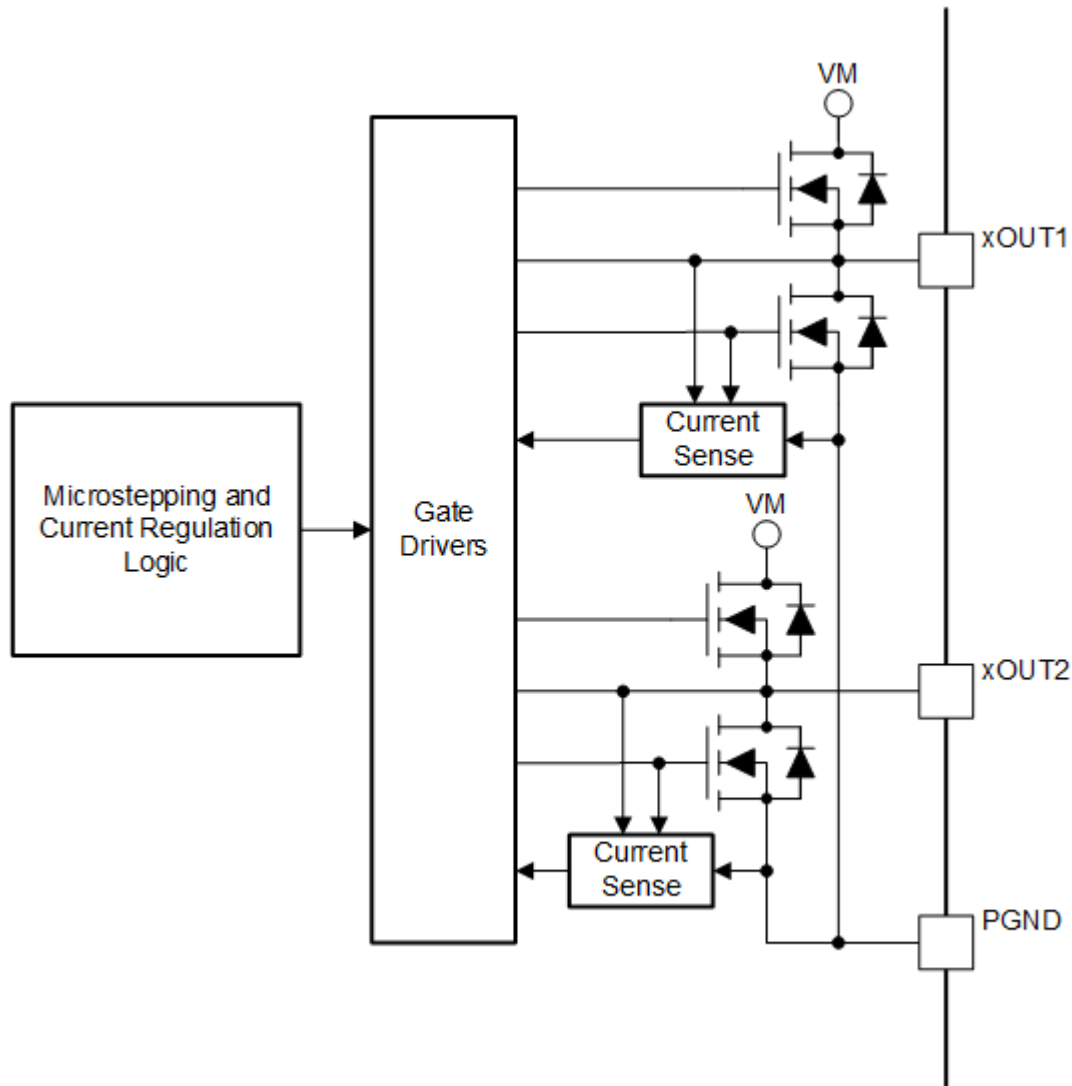 VM
xOUT1
Current
Sense
Microstepping and
Current Regulation
Logic
Gate
Drivers
VM
xOUT2
Current
Sense
PGND